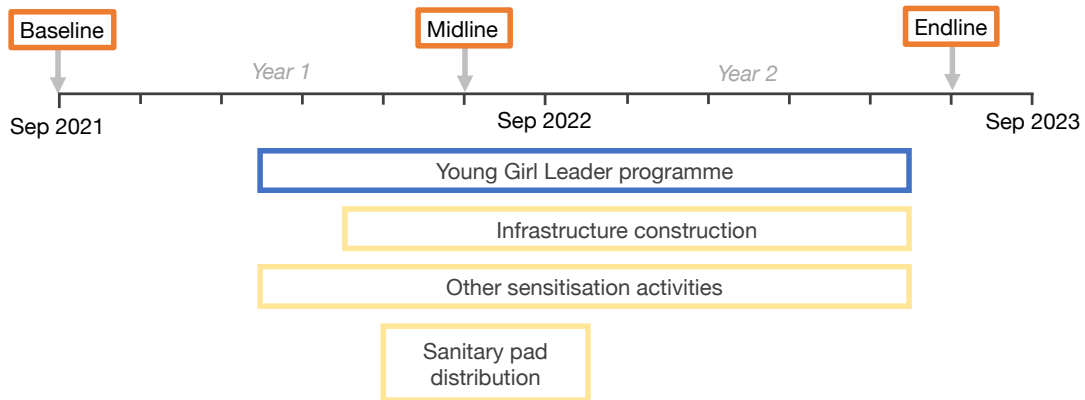 Baseline
Midline
Endline
Year 1
Year 2
Sep 2021
Sep 2022
Sep 2023
Young Girl Leader programme
Infrastructure construction
Other sensitisation activities
Sanitary pad
distribution